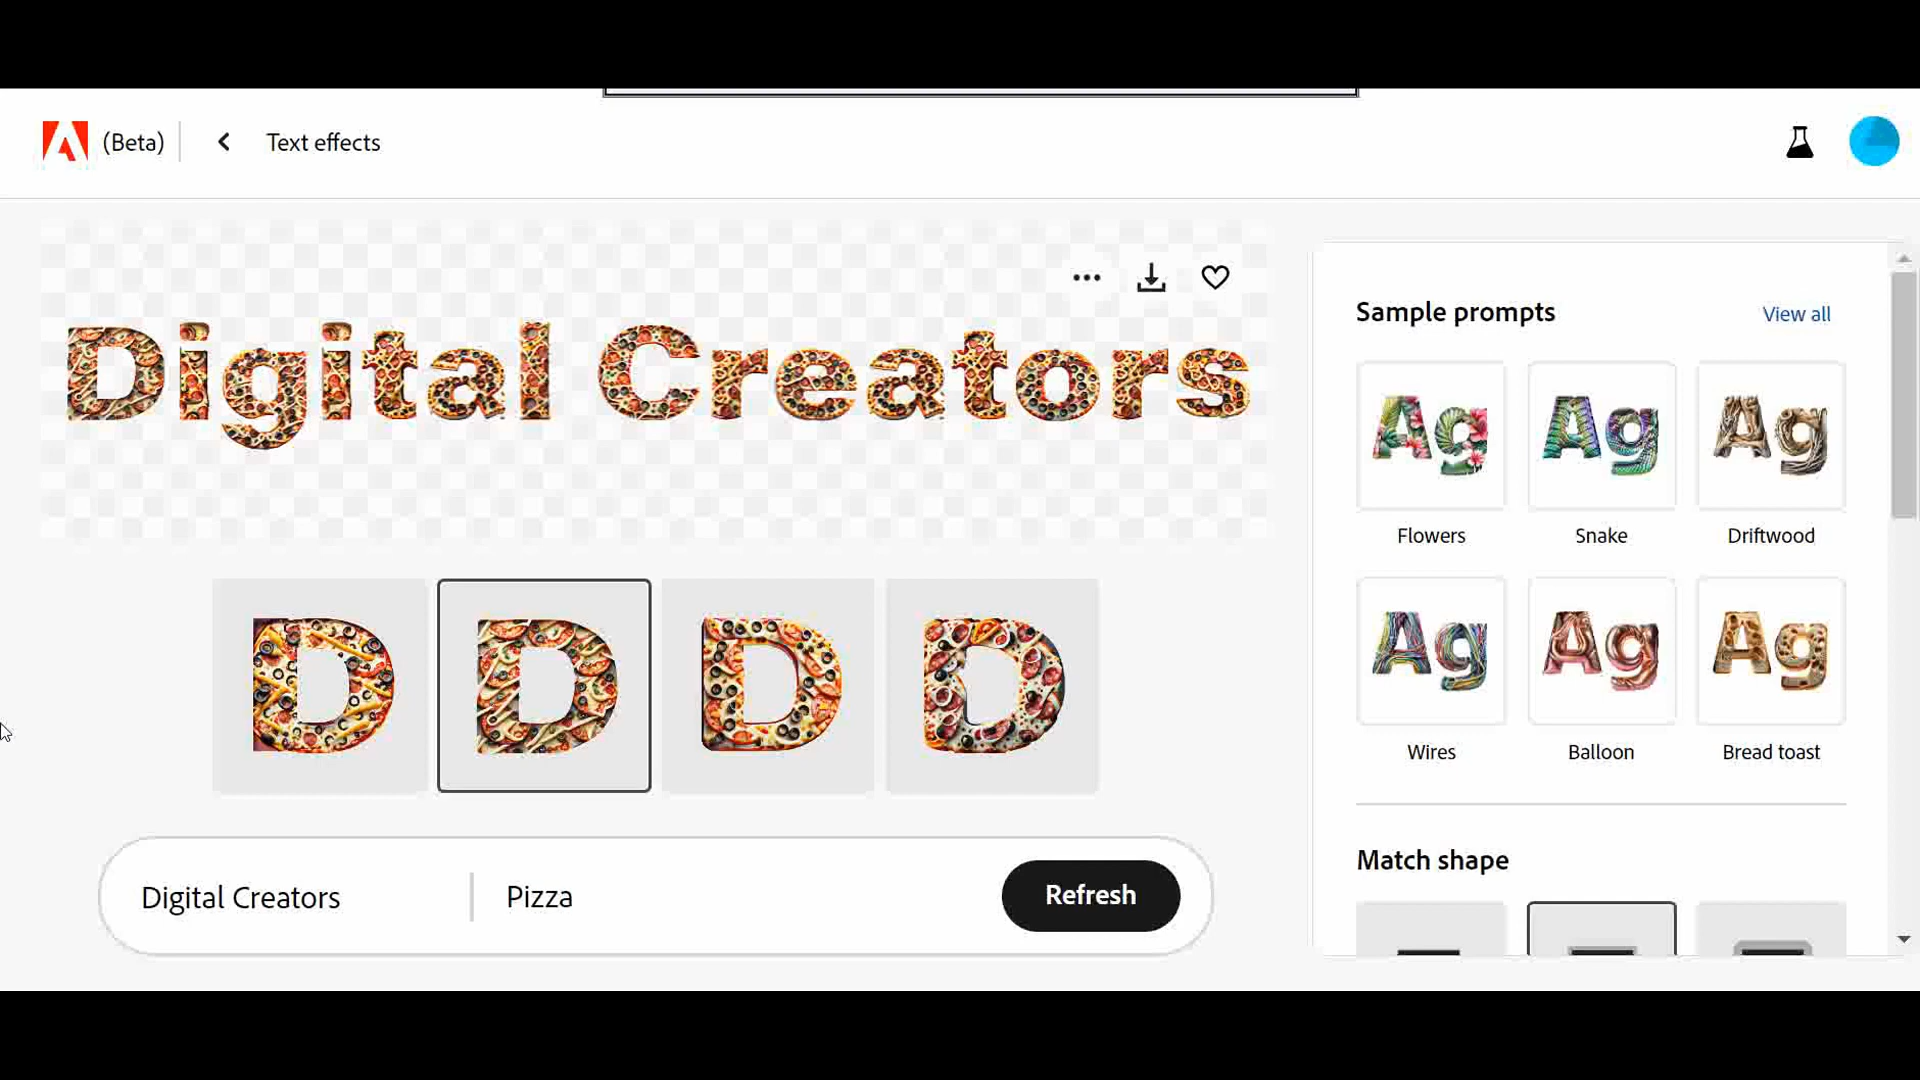 (Beta)
Text effects
Digital Creators
Sample prompts
View all
Ag
Ag
Ag
Flowers
Snake
Driftwood
Ag
Ag
Ag
Wires
Balloon
Bread toast
D
D
D
D
Match shape
Digital Creators
Pizza
Refresh